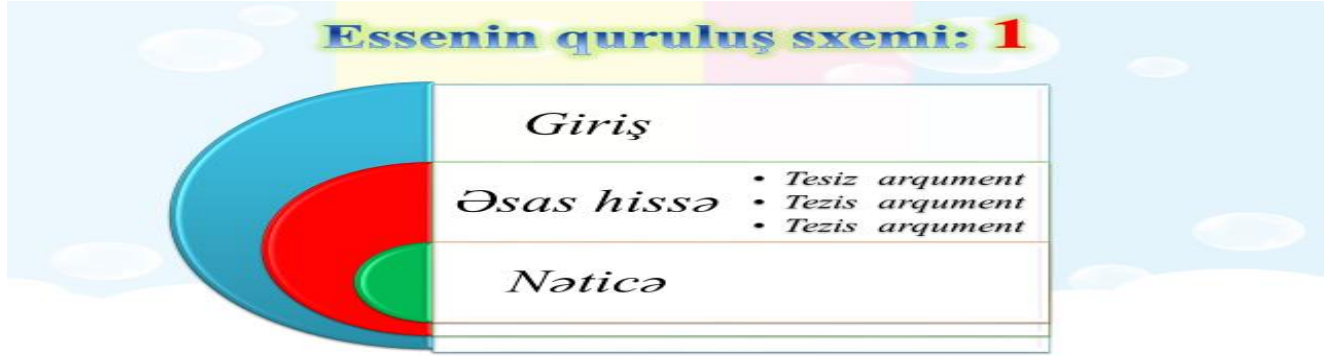 Essenin quruluş sxemi: 1
Giriş
Əsas hissə
• Tesiz arqument
• Tezis arqument
• Tezis arqument
Nəticə